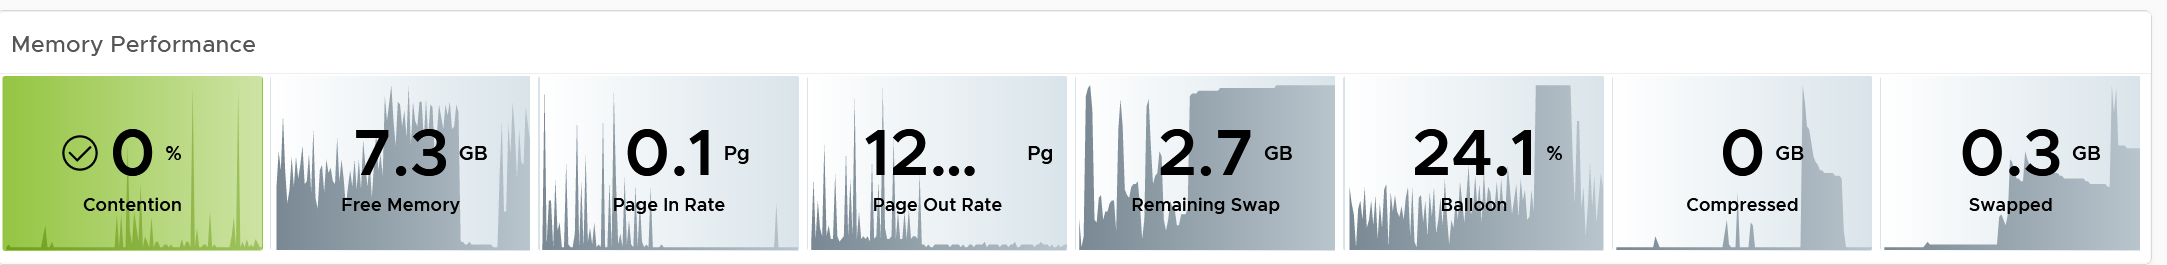 Memory Performance
0 %
Contention
7.3 GB
Free Memory
0.1 Pg
Page In Rate
12... Pg
Page Out Rate
2.7 GB
Remaining Swap
24.1 %
Balloon
0 GB
Compressed
0.3 GB
Swapped